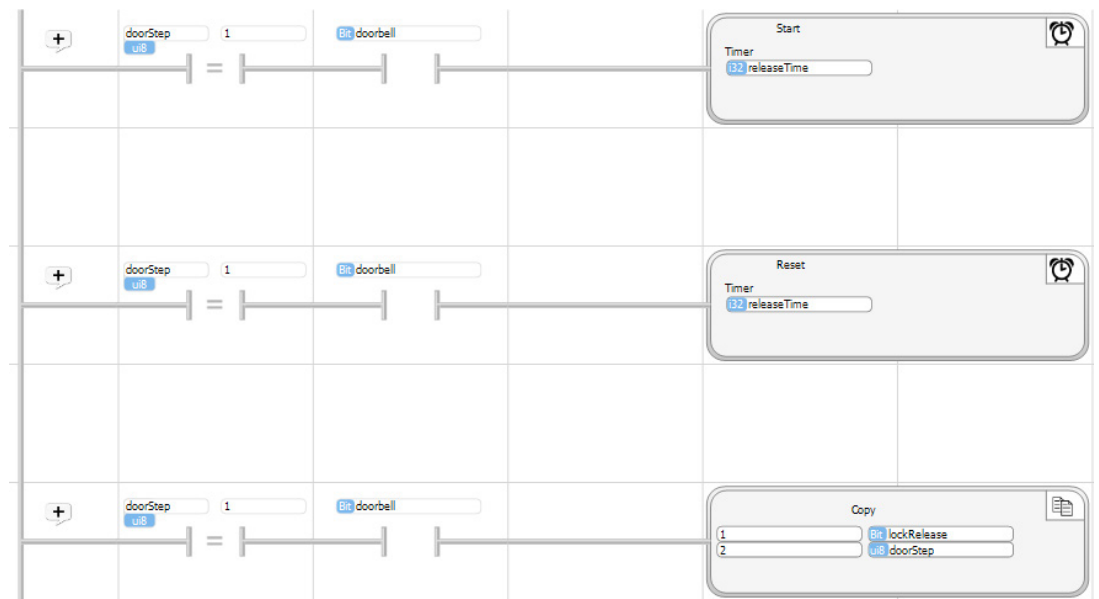 Start
doorStep 1 Bit doorbell
ui8
Timer
i32 releaseTime
=
Reset
doorStep 1 Bit doorbell
ui8
Timer
i32 releaseTime
=
doorStep 1 Bit doorbell
ui8
Copy
1 Bit lockRelease
2 ui8 doorStep
=